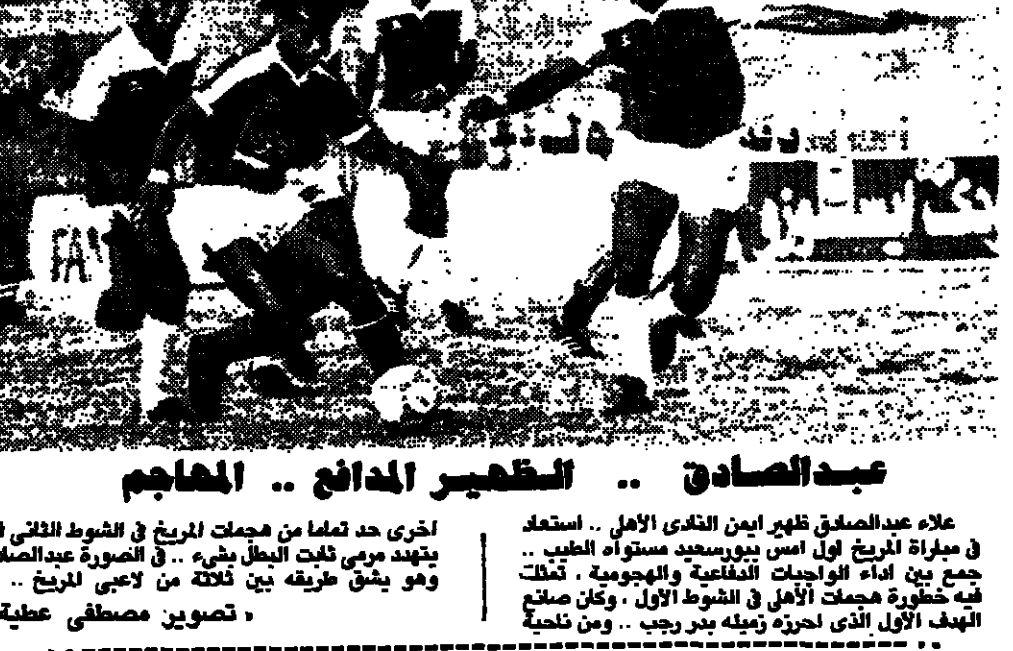 FA
عبدالصادق .. الظهير المدافع .. المهاجم
علاء عبدالصادق ظهير ايمن النادى الأهلى .. استعاد
فى مباراة المريخ اول امس ببورسعيد مستواه الطيب ..
جمع بين اداء الواجبات الدفاعية والهجومية ، تمثلت
فيه خطورة هجمات الأهلى فى الشوط الأول ، وكان صانع
الهدف الأول الذى احرزه زميله بدر رجب .. ومن ناحية
اخرى حد تماما من هجمات المريخ فى الشوط الثانى
يتهدد مرمى ثابت البطل بشىء .. فى الصورة عبدالصا
وهو يشق طريقه بين ثلاثة من لاعبى المريخ ..
« تصوير مصطفى عطية